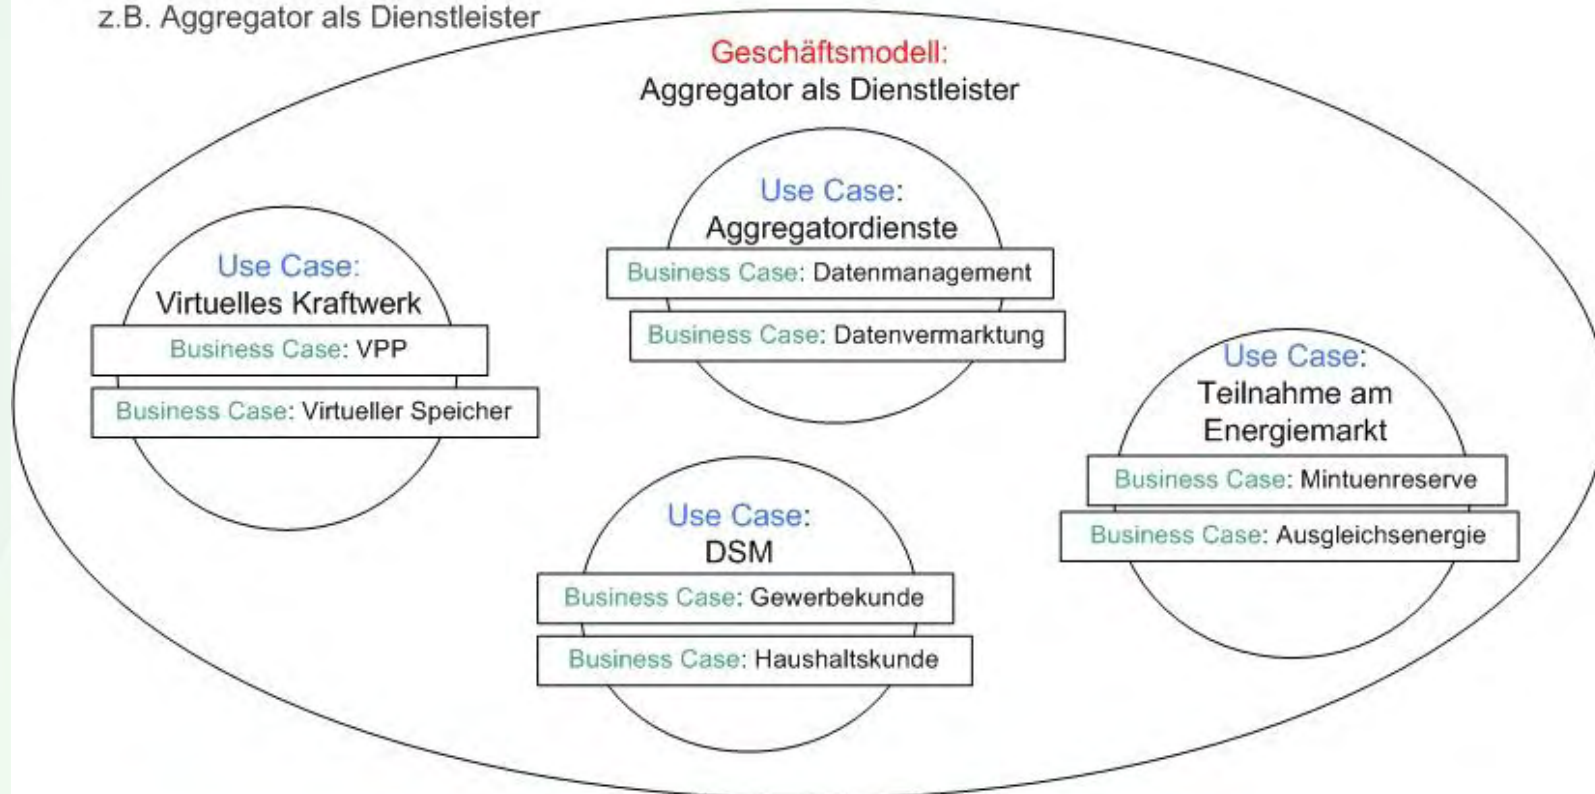 z.B. Aggregator als Dienstleister
Geschäftsmodell:
Aggregator als Dienstleister
Use Case:
Aggregatordienste
Business Case: Datenmanagement
Business Case: Datenvermarktung
Use Case:
Virtuelles Kraftwerk
Business Case: VPP
Business Case: Virtueller Speicher
Use Case:
Teilnahme am
Energiemarkt
Business Case: Mintuenreserve
Business Case: Ausgleichsenergie
Use Case:
DSM
Business Case: Gewerbekunde
Business Case: Haushaltskunde